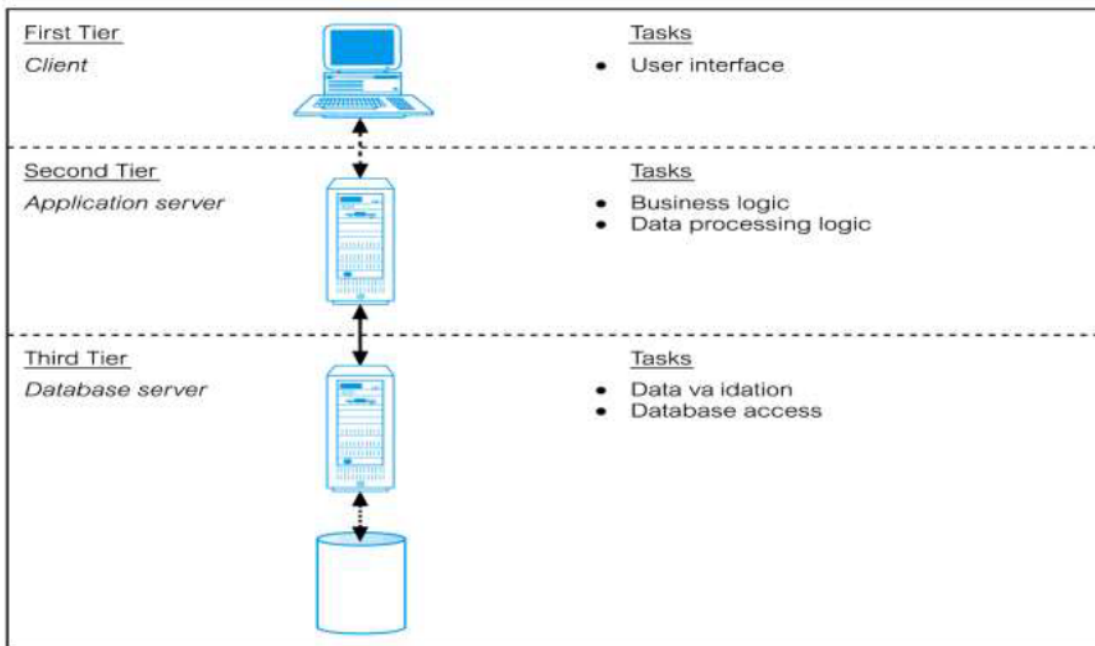 First Tier
Client
Tasks
• User interface
Second Tier
Application server
Tasks
• Business logic
• Data processing logic
Third Tier
Database server
Tasks
• Data va idation
• Database access